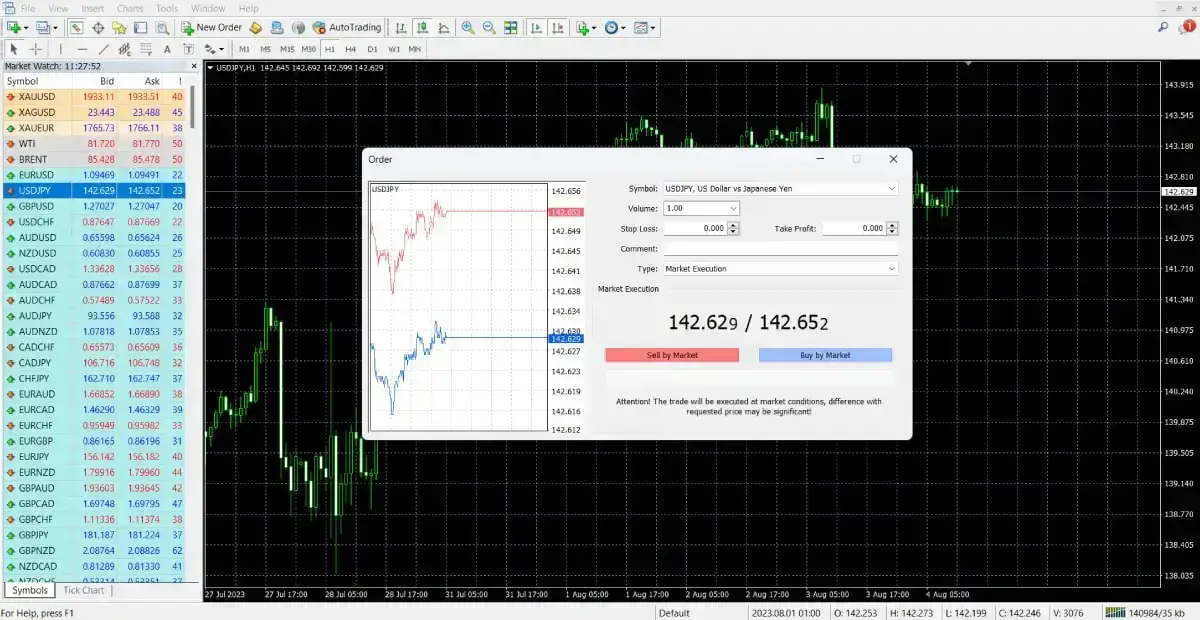 File View Insert Charts Tools Window Help
New Order AutoTrading
1
A T M1 M5 M15 M30 H1 H4 D1 W1 MN
Market Watch: 11:27:52
Symbol Bid Ask !
XAUUSD 1933.11 1933.51 40
XAGUSD 23.443 23.488 45
XAUEUR 1765.73 1766.11 38
WTI 81.720 81.770 50
BRENT 85.428 85.478 50
EURUSD 1.09469 1.09491 22
USDJPY 142.629 142.652 23
GBPUSD 1.27027 1.27047 20
USDCHF 0.87647 0.87669 22
AUDUSD 0.65598 0.65624 26
NZDUSD 0.60830 0.60855 25
USDCAD 1.33628 1.33656 28
AUDCAD 0.87662 0.87699 37
AUDCHF 0.57489 0.57522 33
AUDJPY 93.556 93.588 32
AUDNZD 1.07818 1.07853 35
CADCHF 0.65573 0.65609 36
CADJPY 106.716 106.748 32
CHFJPY 162.710 162.747 37
EURAUD 1.66852 1.66890 38
EURCAD 1.46290 1.46329 39
EURCHF 0.95949 0.95982 33
EURGBP 0.86165 0.86196 31
EURJPY 156.142 156.182 40
EURNZD 1.79916 1.79960 44
GBPAUD 1.93603 1.93645 42
GBPCAD 1.69748 1.69795 47
GBPCHF 1.11336 1.11374 38
GBPJPY 181.187 181.224 37
GBPNZD 2.08764 2.08826 62
NZDCAD 0.81289 0.81330 41
NZDCHF 0.53314 0.53351 37
Symbols Tick Chart
USDJPY,H1 142.645 142.692 142.599 142.629
143.915
143.545
143.180
142.810
142.629
142.445
142.075
141.710
141.340
140.975
140.610
140.240
139.875
139.505
139.140
138.770
138.405
138.035
27 Jul 2023 27 Jul 17:00 28 Jul 05:00 28 Jul 17:00 31 Jul 05:00 31 Jul 17:00 1 Aug 05:00 1 Aug 17:00 2 Aug 05:00 2 Aug 17:00 3 Aug 05:00 3 Aug 17:00 4 Aug 05:00
Order
USDJPY
142.656
142.652
142.649
142.645
142.641
142.638
142.634
142.630
142.629
142.627
142.623
142.619
142.616
142.612
Symbol: USDJPY, US Dollar vs Japanese Yen
Volume: 1.00
Stop Loss: 0.000 Take Profit: 0.000
Comment:
Type: Market Execution
Market Execution
142.629 / 142.652
Sell by Market Buy by Market
Attention! The trade will be executed at market conditions, difference with
requested price may be significant!
For Help, press F1 Default 2023.08.01 01:00 O: 142.253 H: 142.273 L: 142.199 C: 142.246 V: 3076 140984/35 kb